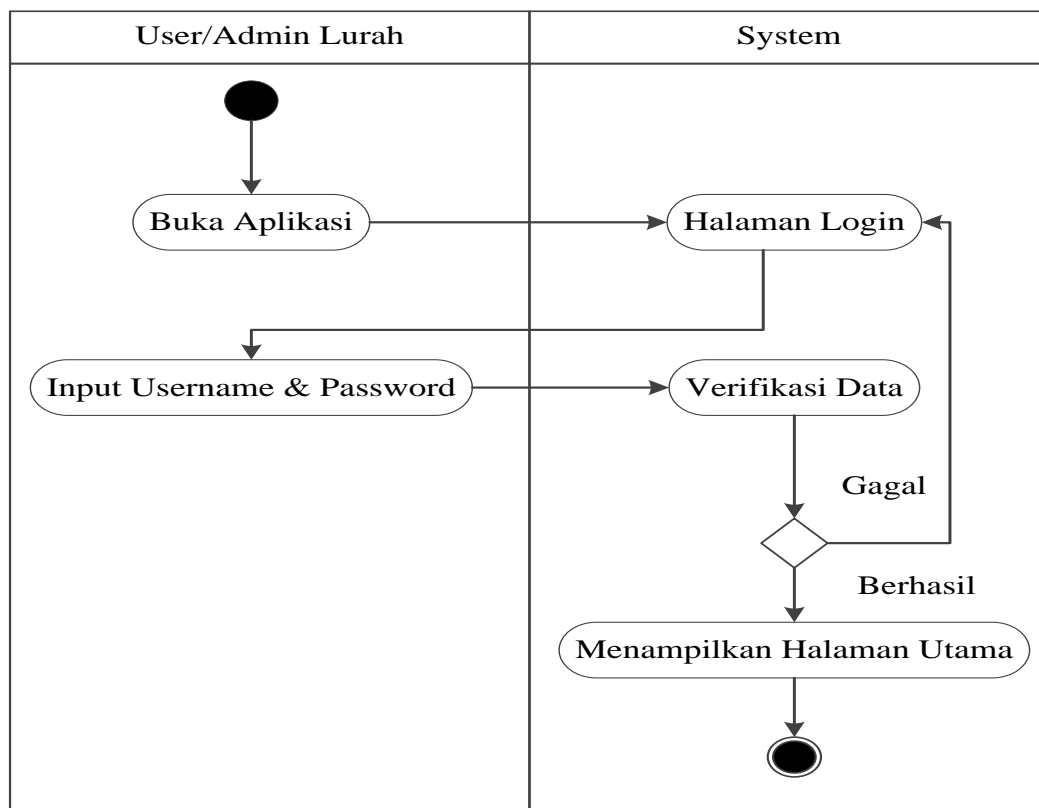 User/Admin Lurah
System
Buka Aplikasi
Halaman Login
Input Username & Password
Verifikasi Data
Gagal
Berhasil
Menampilkan Halaman Utama